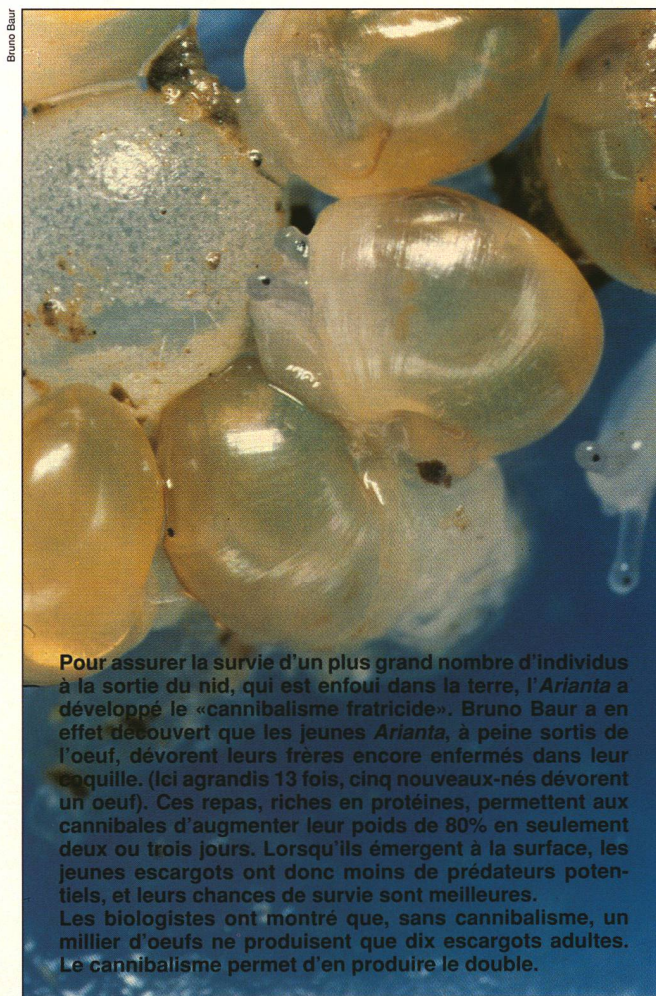 Bruno Baur
Pour assurer la survie d'un plus grand nombre d'individus
à la sortie du nid, qui est enfoui dans la terre, l'Arianta a
développé le «cannibalisme fratricide». Bruno Baur a en
effet découvert que les jeunes Arianta, à peine sortis de
l'oeuf, dévorent leurs frères encore enfermés dans leur
coquille. (Ici agrandis 13 fois, cinq nouveaux-nés dévorent
un oeuf). Ces repas, riches en protéines, permettent aux
cannibales d'augmenter leur poids de 80% en seulement
deux ou trois jours. Lorsqu'ils émergent à la surface, les
jeunes escargots ont donc moins de prédateurs poten-
tiels, et leurs chances de survie sont meilleures.
Les biologistes ont montré que, sans cannibalisme, un
millier d'oeufs ne produisent que dix escargots adultes.
Le cannibalisme permet d'en produire le double.